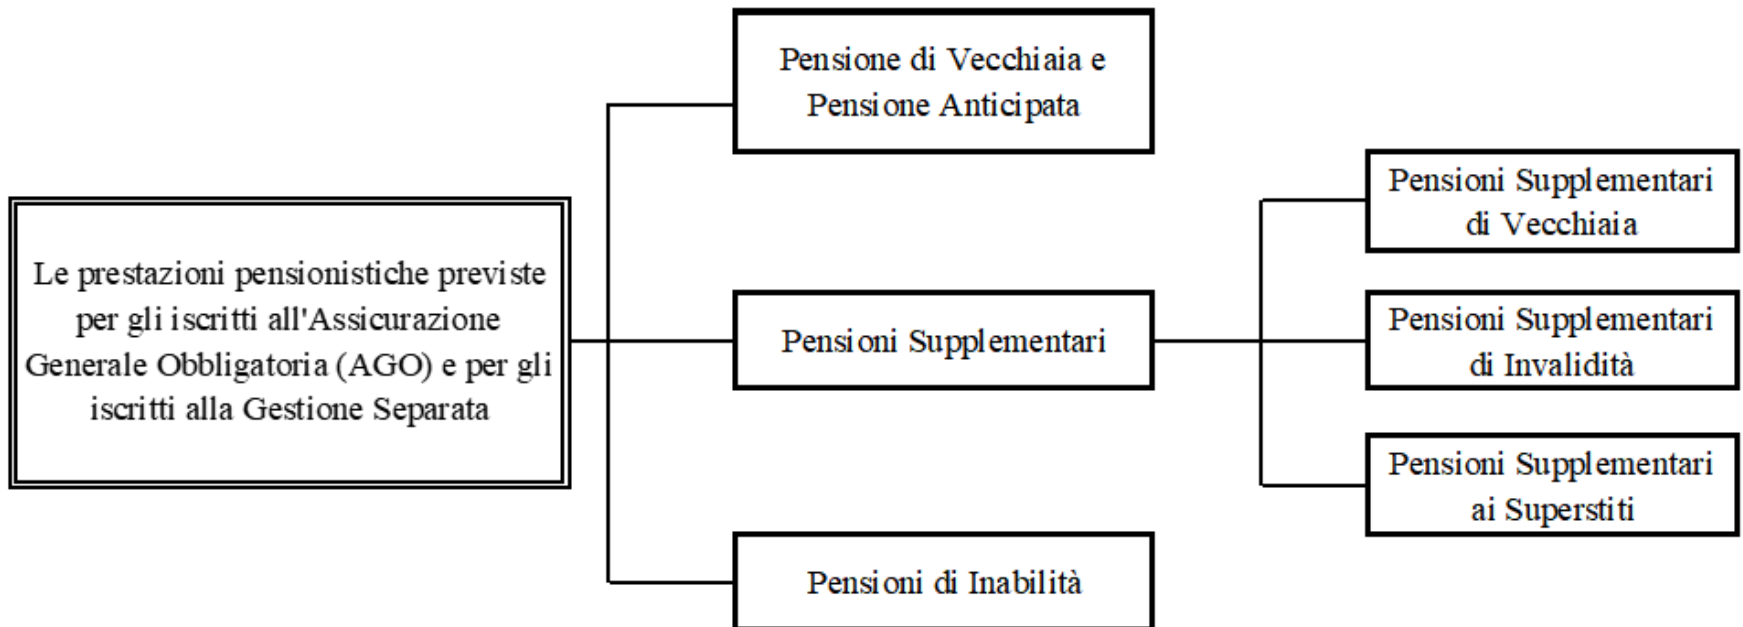 Le prestazioni pensionistiche previste
per gli iscritti all'Assicurazione
Generale Obbligatoria (AGO) e per gli
iscritti alla Gestione Separata
Pensione di Vecchiaia e
Pensione Anticipata
Pensioni Supplementari
Pensioni di Inabilità
Pensioni Supplementari
di Vecchiaia
Pensioni Supplementari
di Invalidità
Pensioni Supplementari
ai Superstiti